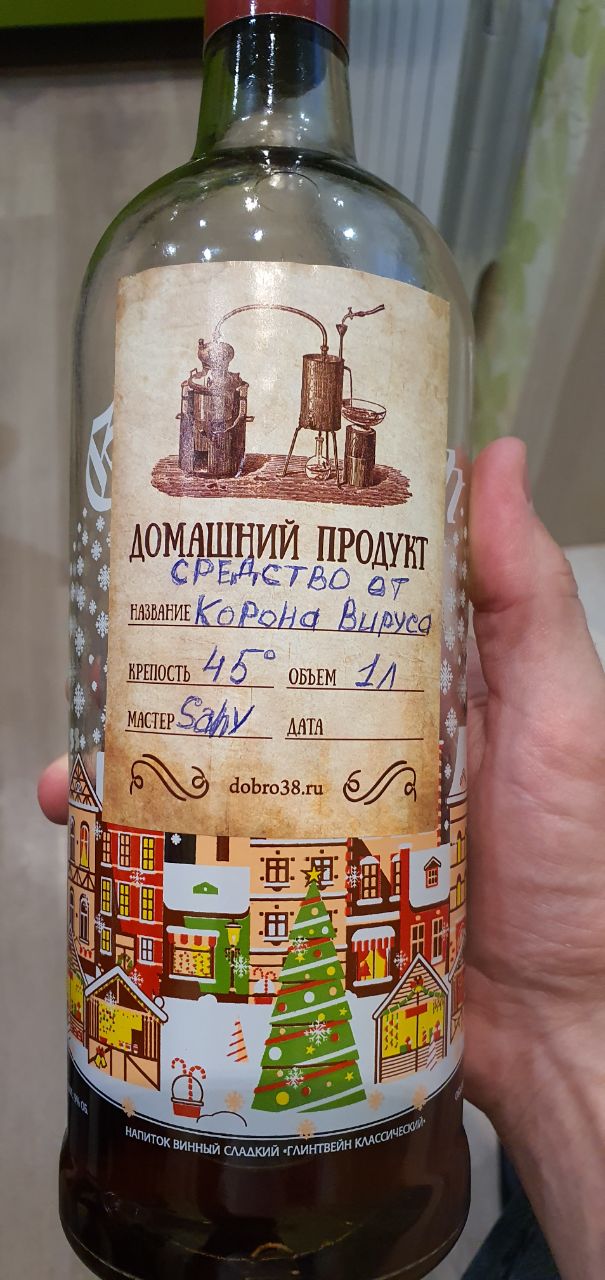 ДОМАШНИЙ ПРОДУКТ
СРЕДСТВО ОТ
НАЗВАНИЕ Корона Вируса
КРЕПОСТЬ 45° ОБЪЕМ 1л
МАСТЕР ДАТА
dobro38.ru
НАПИТОК ВИННЫЙ СЛАДКИЙ «ГЛИНТВЕЙН КЛАССИЧЕСКИЙ»